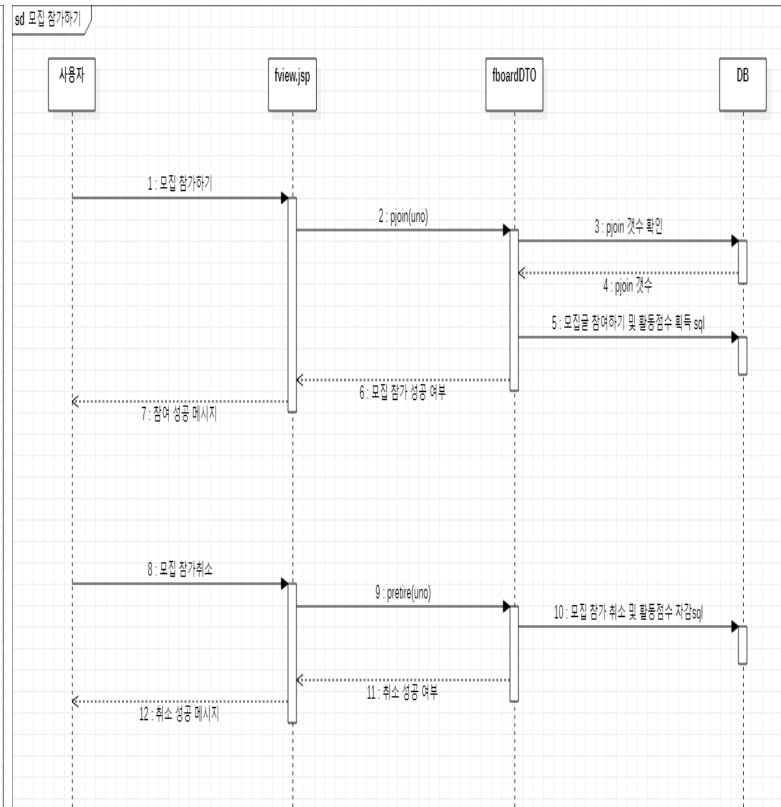 sd 모집 참가하기
사용자
fview.jsp
fboardDTO
DB
1 : 모집 참가하기
2 : pjoin(uno)
3 : pjoin 갯수 확인
4 : pjoin 갯수
5 : 모집글 참여하기 및 활동점수 획득 sql
6 : 모집 참가 성공 여부
7 : 참여 성공 메시지
8 : 모집 참가취소
9 : pretire(uno)
10 : 모집 참가 취소 및 활동점수 차감sql
11 : 취소 성공 여부
12 : 취소 성공 메시지